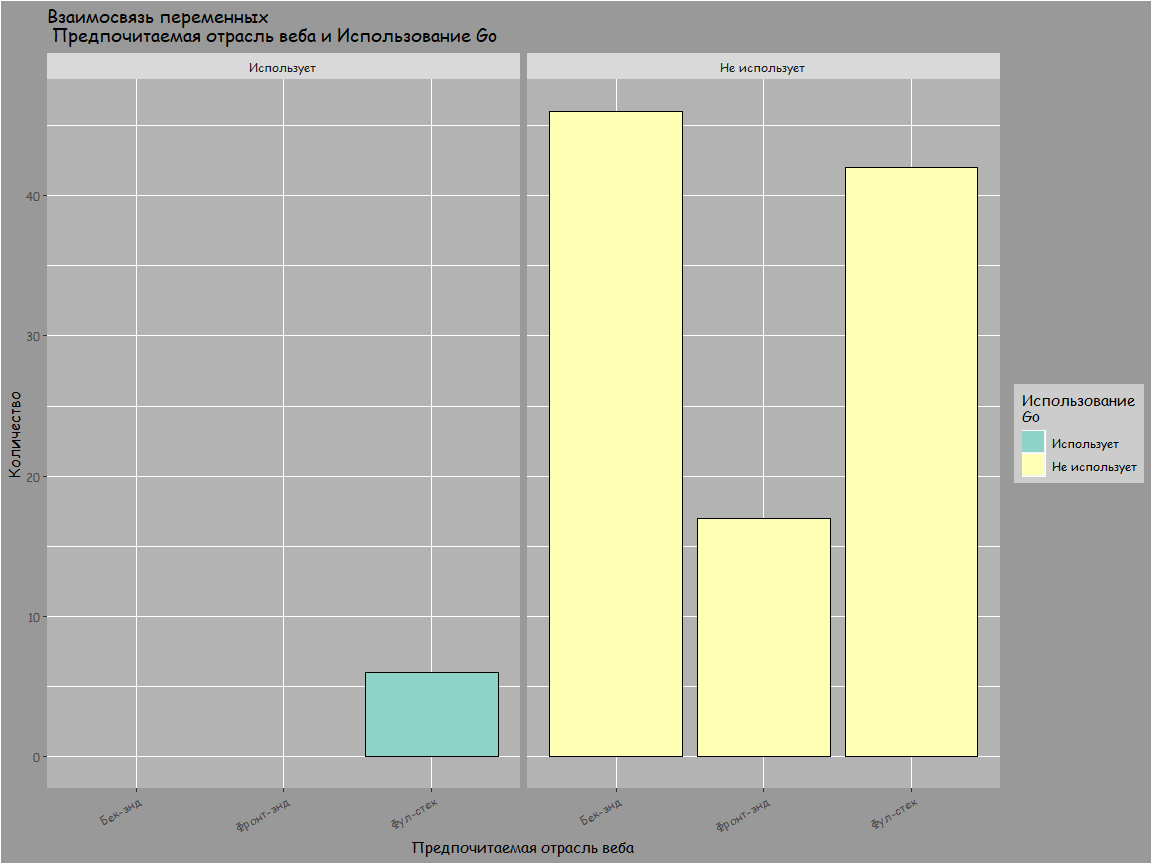 Взаимосвязь переменных
Предпочитаемая отрасль веба и Использование Go
Использует
Не использует
Количество
40
30
20
10
0
Бек-энд
Фронт-энд
Фул-стек
Бек-энд
Фронт-энд
Фул-стек
Предпочитаемая отрасль веба
Использование
Go
Использует
Не использует